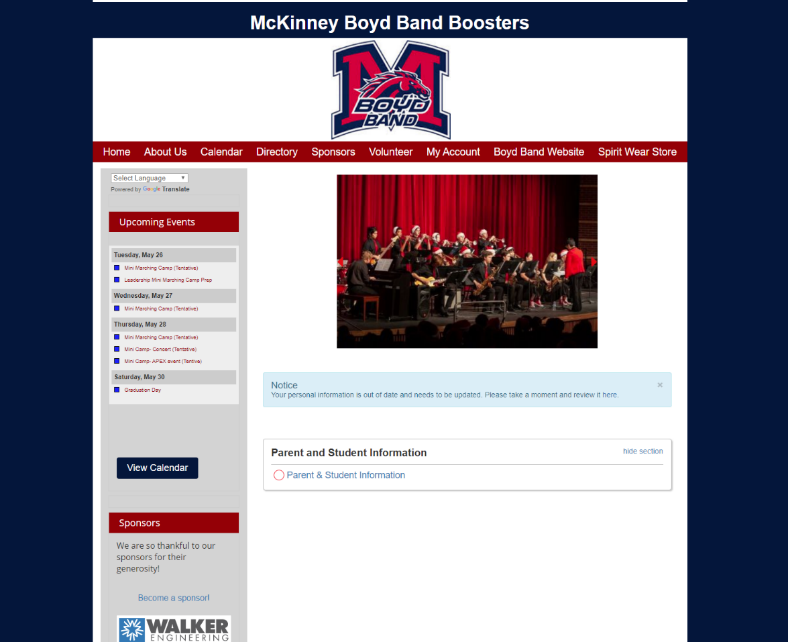 McKinney Boyd Band Boosters
M
BOYD
BAND
Home About Us Calendar Directory Sponsors Volunteer My Account Boyd Band Website Spirit Wear Store
Select Language
Powered by Google Translate
Upcoming Events
Tuesday, May 26
Mini Marching Camp (Tentative)
Leadership Mini Marching Camp Prep
Wednesday, May 27
Mini Marching Camp (Tentative)
Thursday, May 28
Mini Marching Camp (Tentative)
Mini Camp- Concert (Tentative)
Mini Camp- APEX event (Tentive)
Saturday, May 30
Graduation Day
View Calendar
Sponsors
We are so thankful to our
sponsors for their
generosity!
Become a sponsor!
WALKER
ENGINEERING
Notice
×
Your personal information is out of date and needs to be updated. Please take a moment and review it here.
Parent and Student Information
hide section
Parent & Student Information